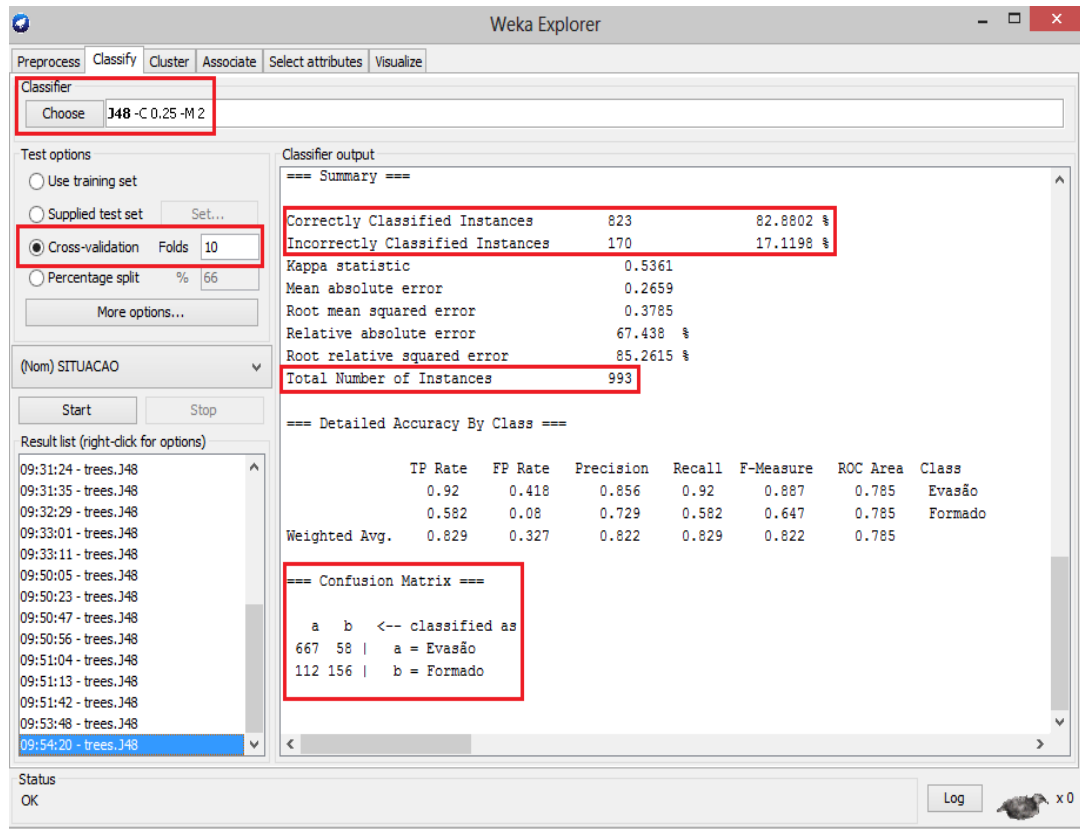 Weka Explorer
Preprocess Classify Cluster Associate Select attributes Visualize
Classifier
Choose J48 -C 0.25 -M 2
Test options
Use training set
Supplied test set Set...
Cross-validation Folds 10
Percentage split % 66
More options...
(Nom) SITUACAO
Start Stop
Result list (right-click for options)
09:31:24 - trees.J48
09:31:35 - trees.J48
09:32:29 - trees.J48
09:33:01 - trees.J48
09:33:11 - trees.J48
09:50:05 - trees.J48
09:50:23 - trees.J48
09:50:47 - trees.J48
09:50:56 - trees.J48
09:51:04 - trees.J48
09:51:13 - trees.J48
09:51:42 - trees.J48
09:53:48 - trees.J48
09:54:20 - trees.J48
Classifier output
=== Summary ===
Correctly Classified Instances 823 82.8802 %
Incorrectly Classified Instances 170 17.1198 %
Kappa statistic 0.5361
Mean absolute error 0.2659
Root mean squared error 0.3785
Relative absolute error 67.438 %
Root relative squared error 85.2615 %
Total Number of Instances 993
=== Detailed Accuracy By Class ===
TP Rate FP Rate Precision Recall F-Measure ROC Area Class
0.92 0.418 0.856 0.92 0.887 0.785 Evasão
0.582 0.08 0.729 0.582 0.647 0.785 Formado
Weighted Avg. 0.829 0.327 0.822 0.829 0.822 0.785
=== Confusion Matrix ===
a b <-- classified as
667 58 | a = Evasão
112 156 | b = Formado
Status
OK
Log x 0